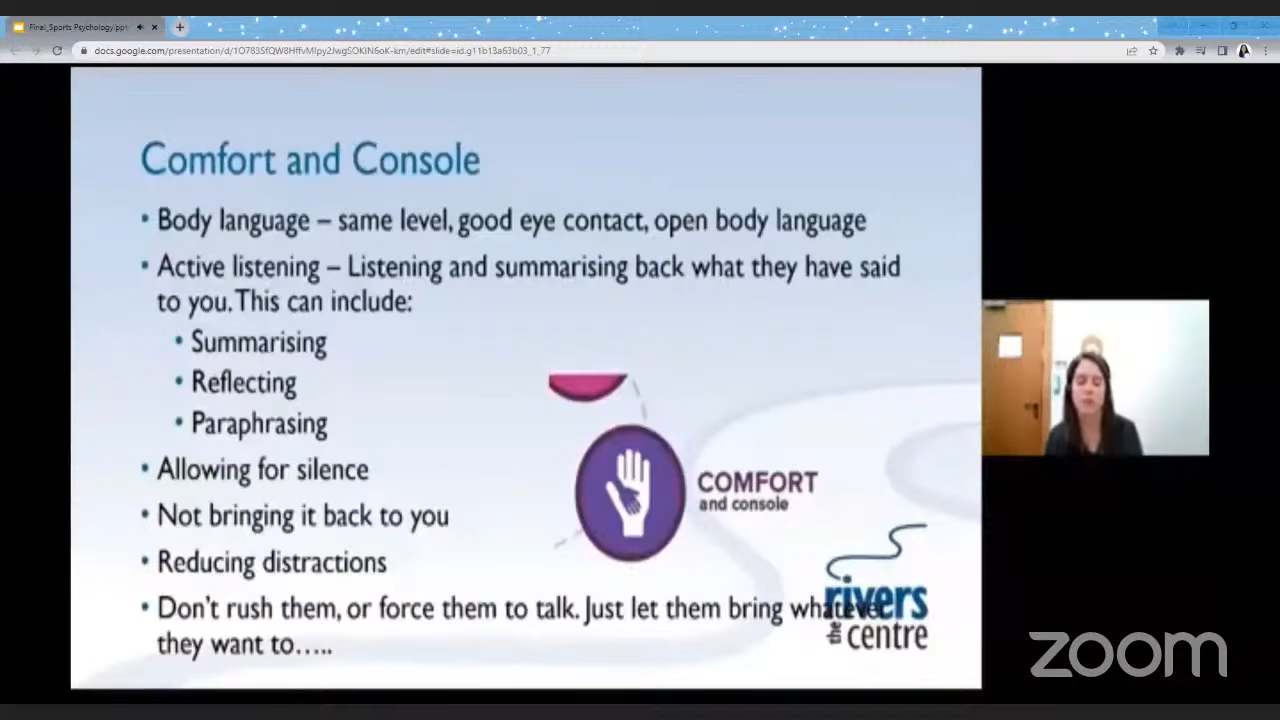 Final_Sports Psychology.ppt
docs.google.com/presentation/d/1O783SfQW8HffvMIpy2JwgSOKIN6oK-km/edit#slide=id.g11b13a63b03_1_77
Comfort and Console
• Body language – same level, good eye contact, open body language
• Active listening – Listening and summarising back what they have said
to you. This can include:
• Summarising
• Reflecting
• Paraphrasing
• Allowing for silence
• Not bringing it back to you
• Reducing distractions
• Don't rush them, or force them to talk. Just let them bring whatever
they want to.....
COMFORT
and console
rivers
the centre
zoom